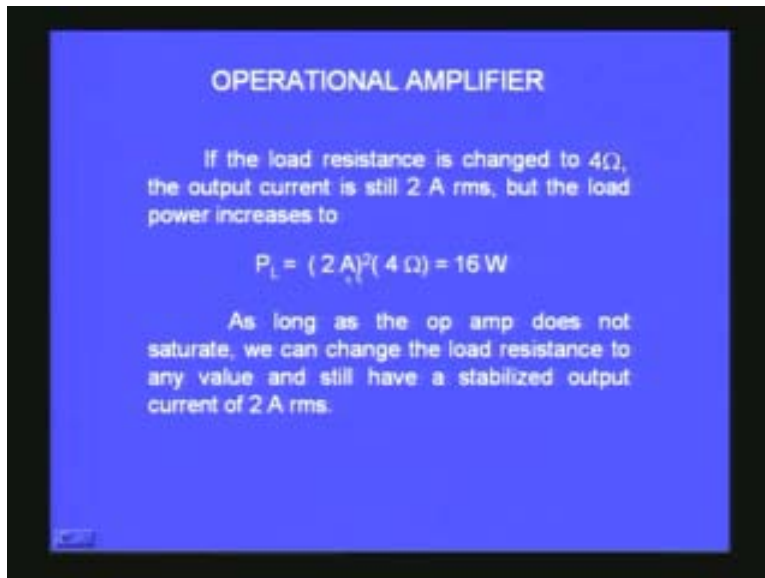 OPERATIONAL AMPLIFIER
If the load resistance is changed to 4Ω,
the output current is still 2 A rms, but the load
power increases to
P_L = ( 2 A)²( 4 Ω) = 16 W
As long as the op amp does not
saturate, we can change the load resistance to
any value and still have a stabilized output
current of 2 A rms.